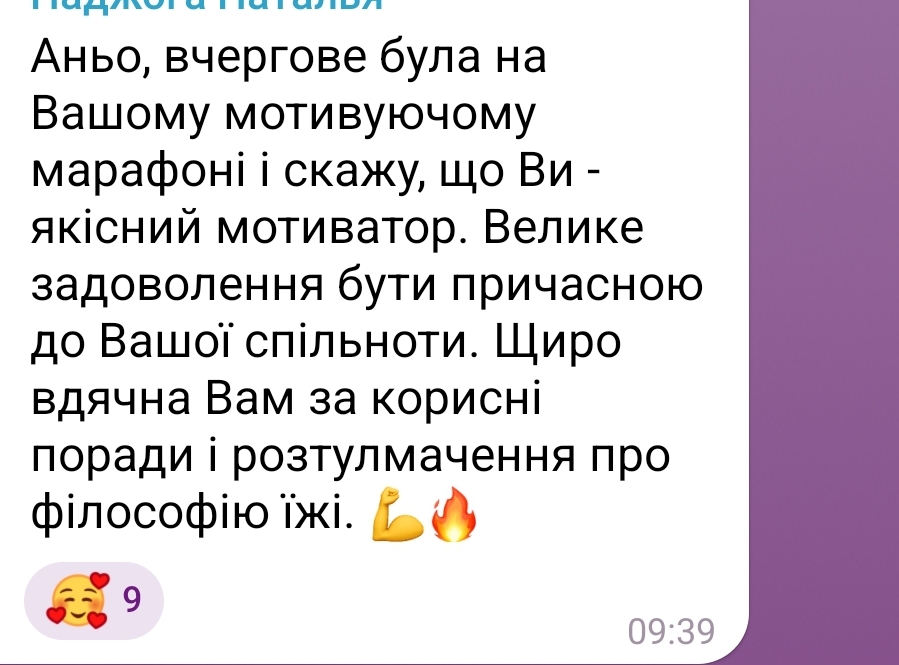 Наталья
Аньо, вчергове була на
Вашому мотивуючому
марафоні і скажу, що Ви -
якісний мотиватор. Велике
задоволення бути причасною
до Вашої спільноти. Щиро
вдячна Вам за корисні
поради і розтулмачення про
філософію їжі. 💪🔥
🥰 9
09:39